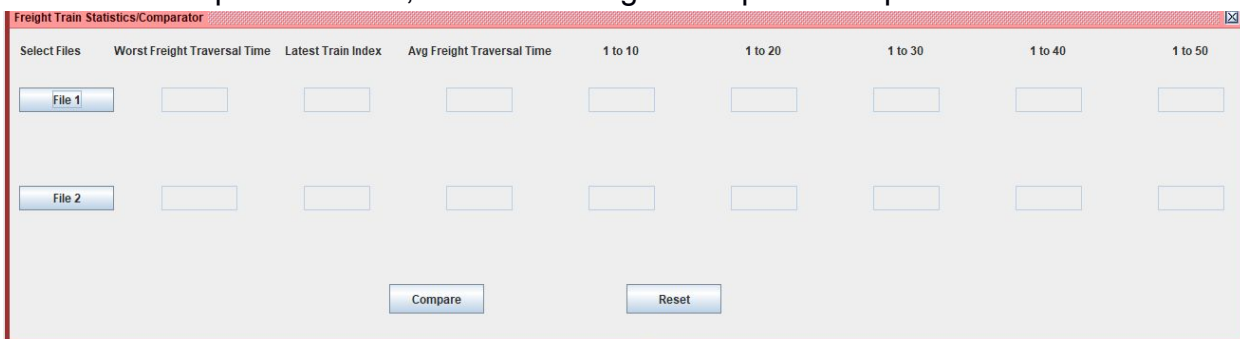 Freight Train Statistics/Comparator
Select Files Worst Freight Traversal Time Latest Train Index Avg Freight Traversal Time 1 to 10 1 to 20 1 to 30 1 to 40 1 to 50
File 1
File 2
Compare Reset